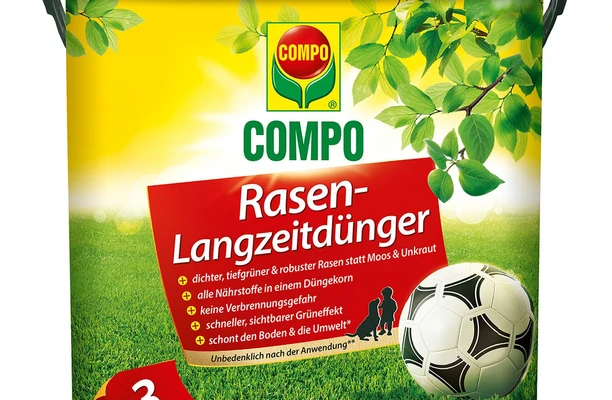 COMPO
®
COMPO
Rasen-
Langzeitdünger
+ dichter, tiefgrüner & robuster Rasen statt Moos & Unkraut
+ alle Nährstoffe in einem Düngekorn
+ keine Verbrennungsgefahr
+ schneller, sichtbarer Grüneffekt
+ schont den Boden & die Umwelt*
Unbedenklich nach der Anwendung**
3